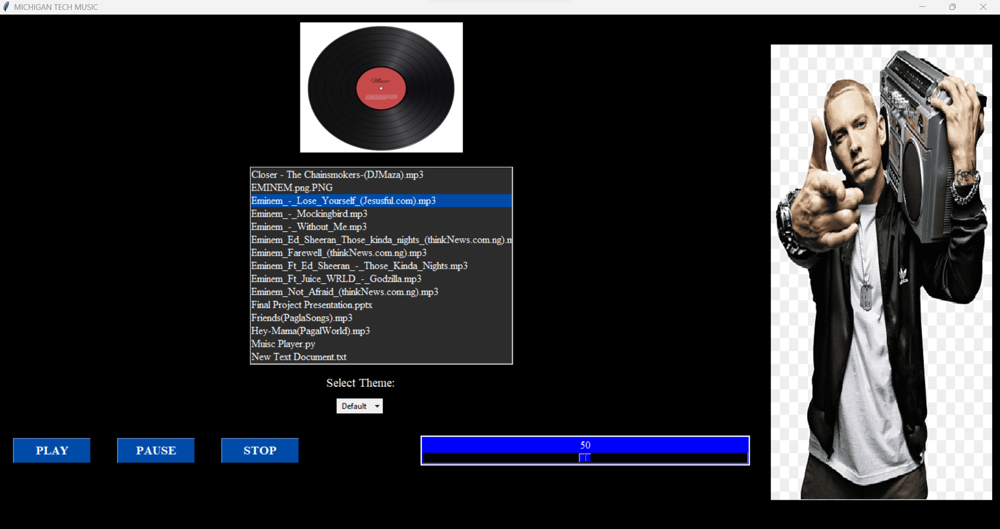 MICHIGAN TECH MUSIC
Music
Closer - The Chainsmokers-(DJMaza).mp3
EMINEM.png.PNG
Eminem_-_Lose_Yourself_(Jesusful.com).mp3
Eminem_-_Mockingbird.mp3
Eminem_-_Without_Me.mp3
Eminem_Ed_Sheeran_Those_kinda_nights_(thinkNews.com.ng).m
Eminem_Farewell_(thinkNews.com.ng).mp3
Eminem_Ft_Ed_Sheeran_-_Those_Kinda_Nights.mp3
Eminem_Ft_Juice_WRLD_-_Godzilla.mp3
Eminem_Not_Afraid_(thinkNews.com.ng).mp3
Final Project Presentation.pptx
Friends(PaglaSongs).mp3
Hey-Mama(PagalWorld).mp3
Muisc Player.py
New Text Document.txt
Select Theme:
Default
PLAY PAUSE STOP
50
adidas